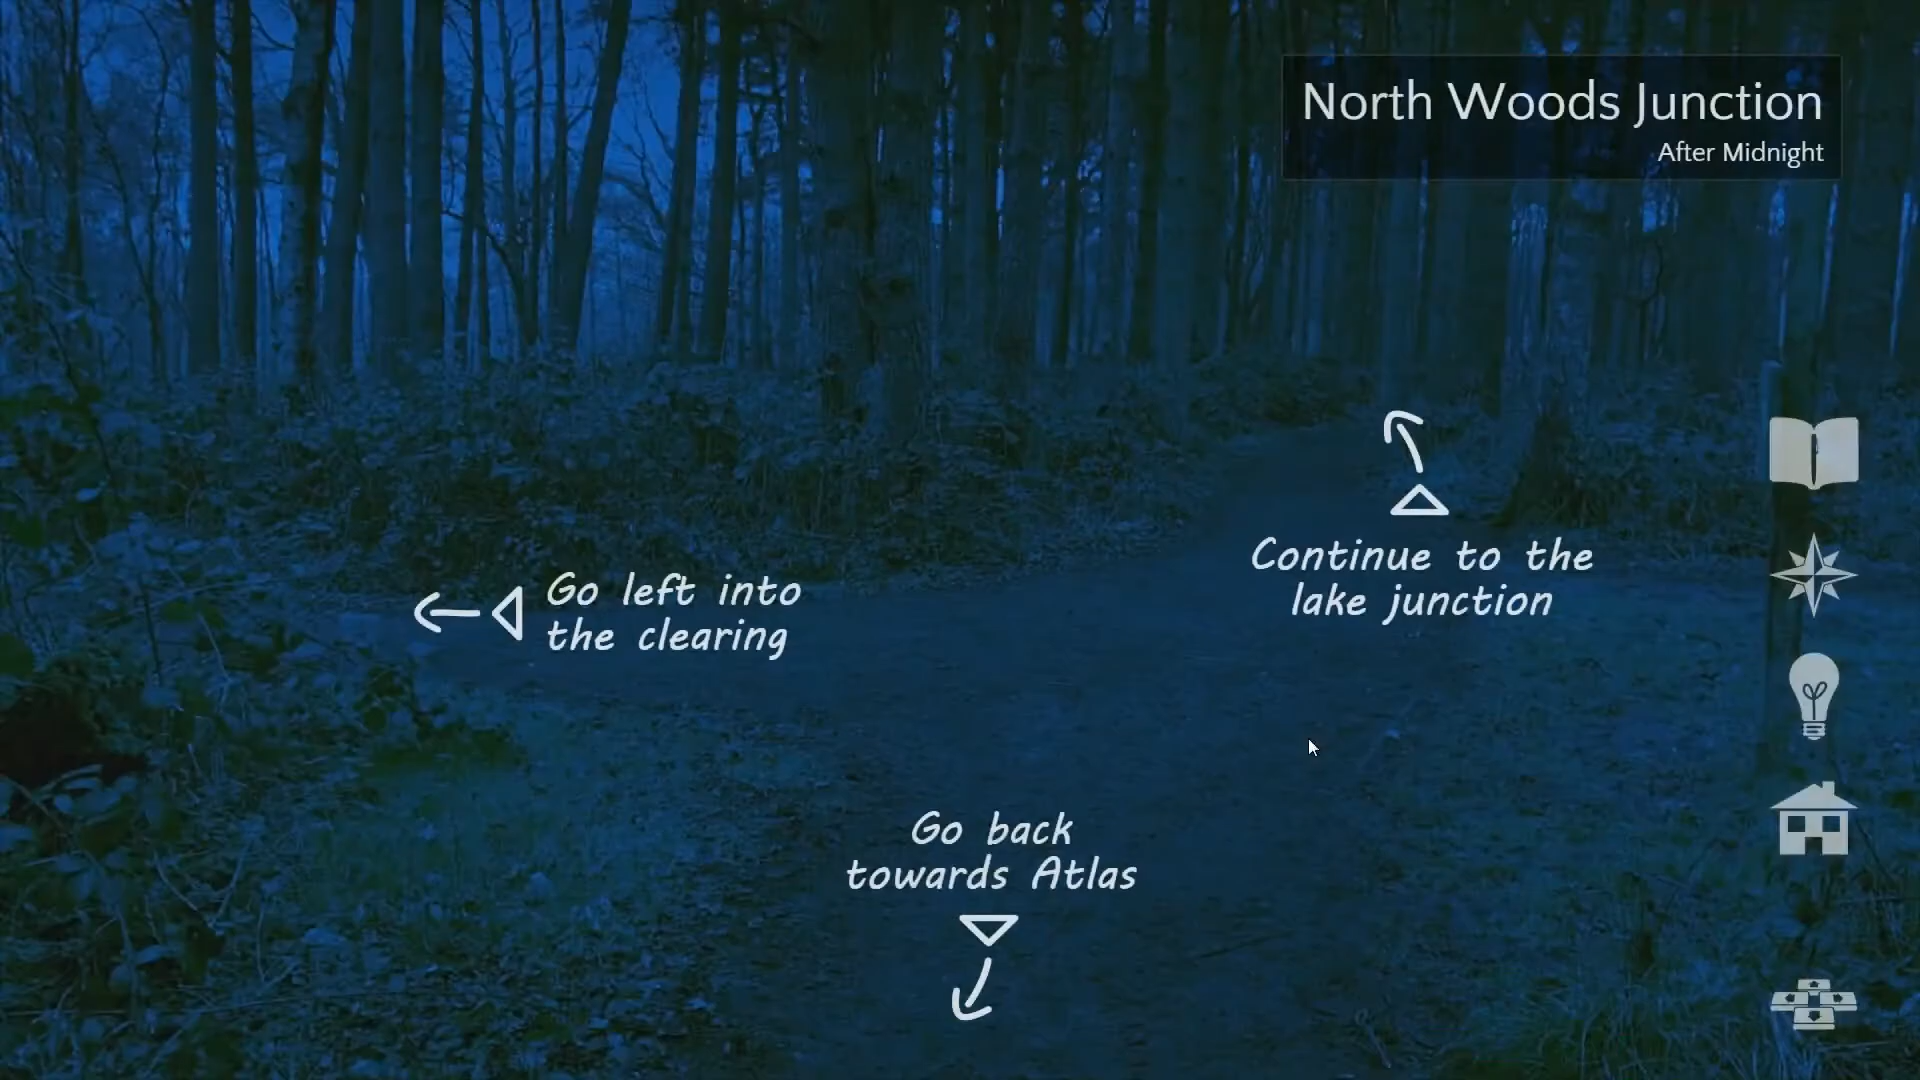 North Woods Junction
After Midnight
Continue to the
lake junction
Go left into
the clearing
Go back
towards Atlas